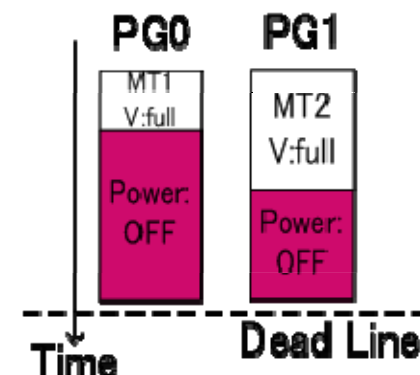 PG0 PG1
MT1
V:full
MT2
V:full
Power:
OFF
Power:
OFF
Dead Line
Time